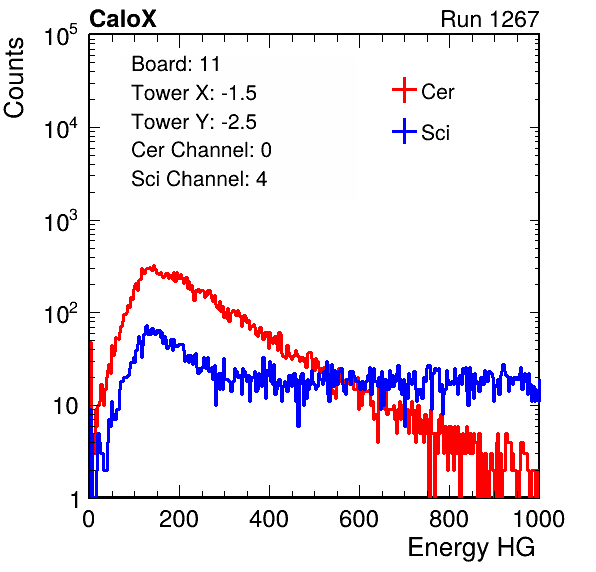 CaloX Run 1267
Counts
10^5
10^4
10^3
10^2
10
1
Board: 11
Tower X: -1.5
Tower Y: -2.5
Cer Channel: 0
Sci Channel: 4
Cer
Sci
0 200 400 600 800 1000
Energy HG